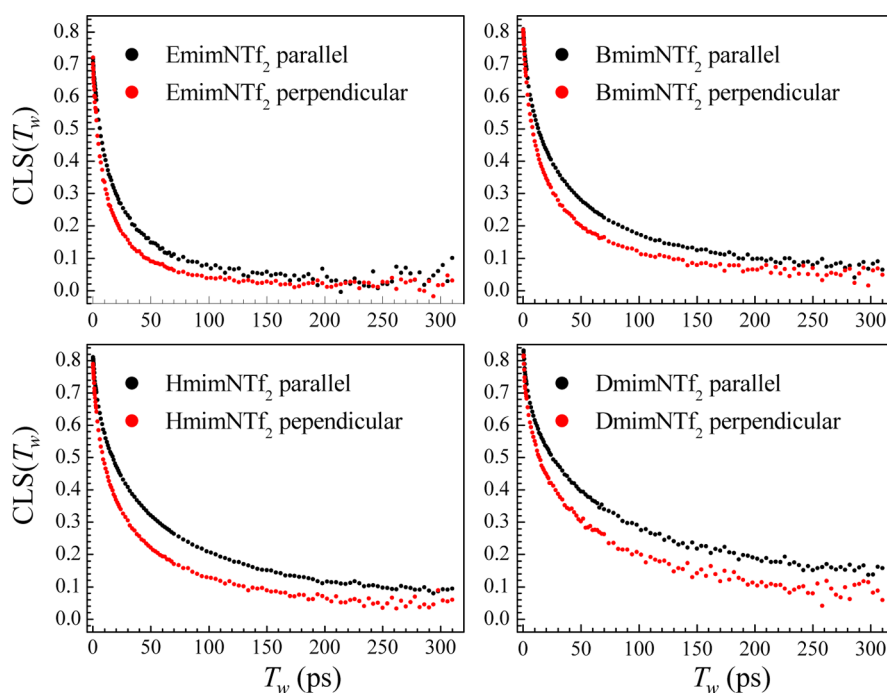 0.8
0.7
0.6
0.5
0.4
0.3
0.2
0.1
0.0
CLS(T_w)
EmimNTf₂ parallel
EmimNTf₂ perpendicular
0 50 100 150 200 250 300
0.8
0.7
0.6
0.5
0.4
0.3
0.2
0.1
0.0
BmimNTf₂ parallel
BmimNTf₂ perpendicular
0 50 100 150 200 250 300
0.8
0.7
0.6
0.5
0.4
0.3
0.2
0.1
0.0
CLS(T_w)
HmimNTf₂ parallel
HmimNTf₂ pependicular
0 50 100 150 200 250 300
T_w (ps)
0.8
0.7
0.6
0.5
0.4
0.3
0.2
0.1
0.0
DmimNTf₂ parallel
DmimNTf₂ perpendicular
0 50 100 150 200 250 300
T_w (ps)